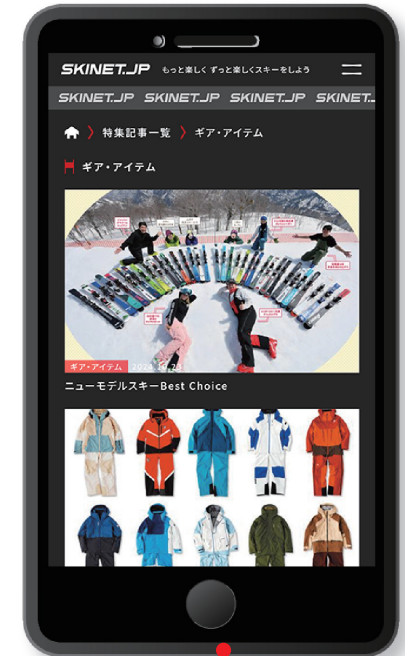 SKINET.JP もっと楽しく ずっと楽しくスキーをしよう
SKINET.JP SKINET.JP SKINET.JP SKINET.
特集記事一覧 ギア・アイテム
ギア・アイテム
ギア・アイテム
ニューモデルスキーBest Choice